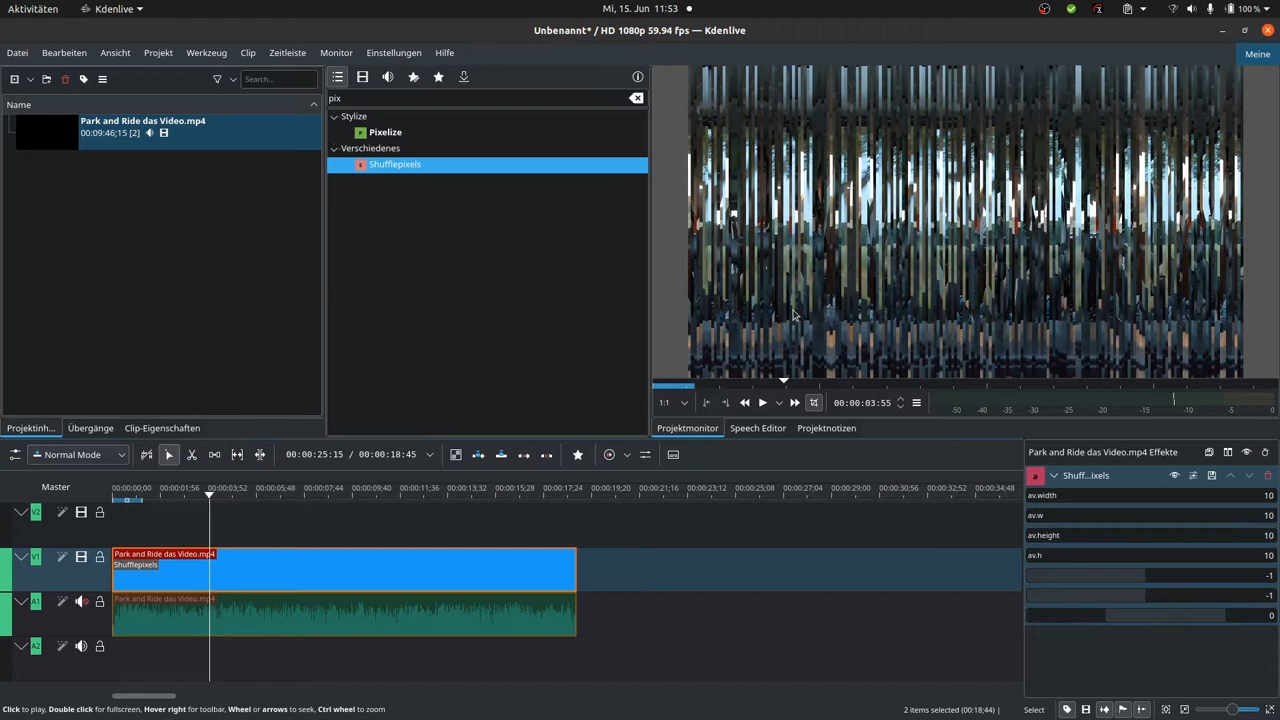 Aktivitäten
Kdenlive
Mi, 15. Jun 11:53
100 %
Unbenannt* / HD 1080p 59.94 fps — Kdenlive
Datei Bearbeiten Ansicht Projekt Werkzeug Clip Zeitleiste Monitor Einstellungen Hilfe
Meine
Search...
Name
Park and Ride das Video.mp4
00:09:46;15 [2]
pix
Stylize
Pixelize
Verschiedenes
Shufflepixels
1:1
00:00:03:55
-50 -40 -30 -25 -20 -15 -10 -5 0
Projektinh... Übergänge Clip-Eigenschaften
Projektmonitor Speech Editor Projektnotizen
Normal Mode
00:00:25:15 / 00:00:18:45
Park and Ride das Video.mp4 Effekte
Shuff...ixels
Master
00:00:00;00 00:00:01;56 00:00:03;52 00:00:05;48 00:00:07;44 00:00:09;40 00:00:11;36 00:00:13;32 00:00:15;28 00:00:17;24 00:00:19;20 00:00:21;16 00:00:23;12 00:00:25;08 00:00:27;04 00:00:29;00 00:00:30;56 00:00:32;52 00:00:34;48
av.width 10
av.w 10
av.height 10
av.h 10
-1
-1
0
V2
V1
Park and Ride das Video.mp4
Shufflepixels
A1
Park and Ride das Video.mp4
A2
Click to play, Double click for fullscreen, Hover right for toolbar, Wheel or arrows to seek, Ctrl wheel to zoom
2 items selected (00:18;44)
Select